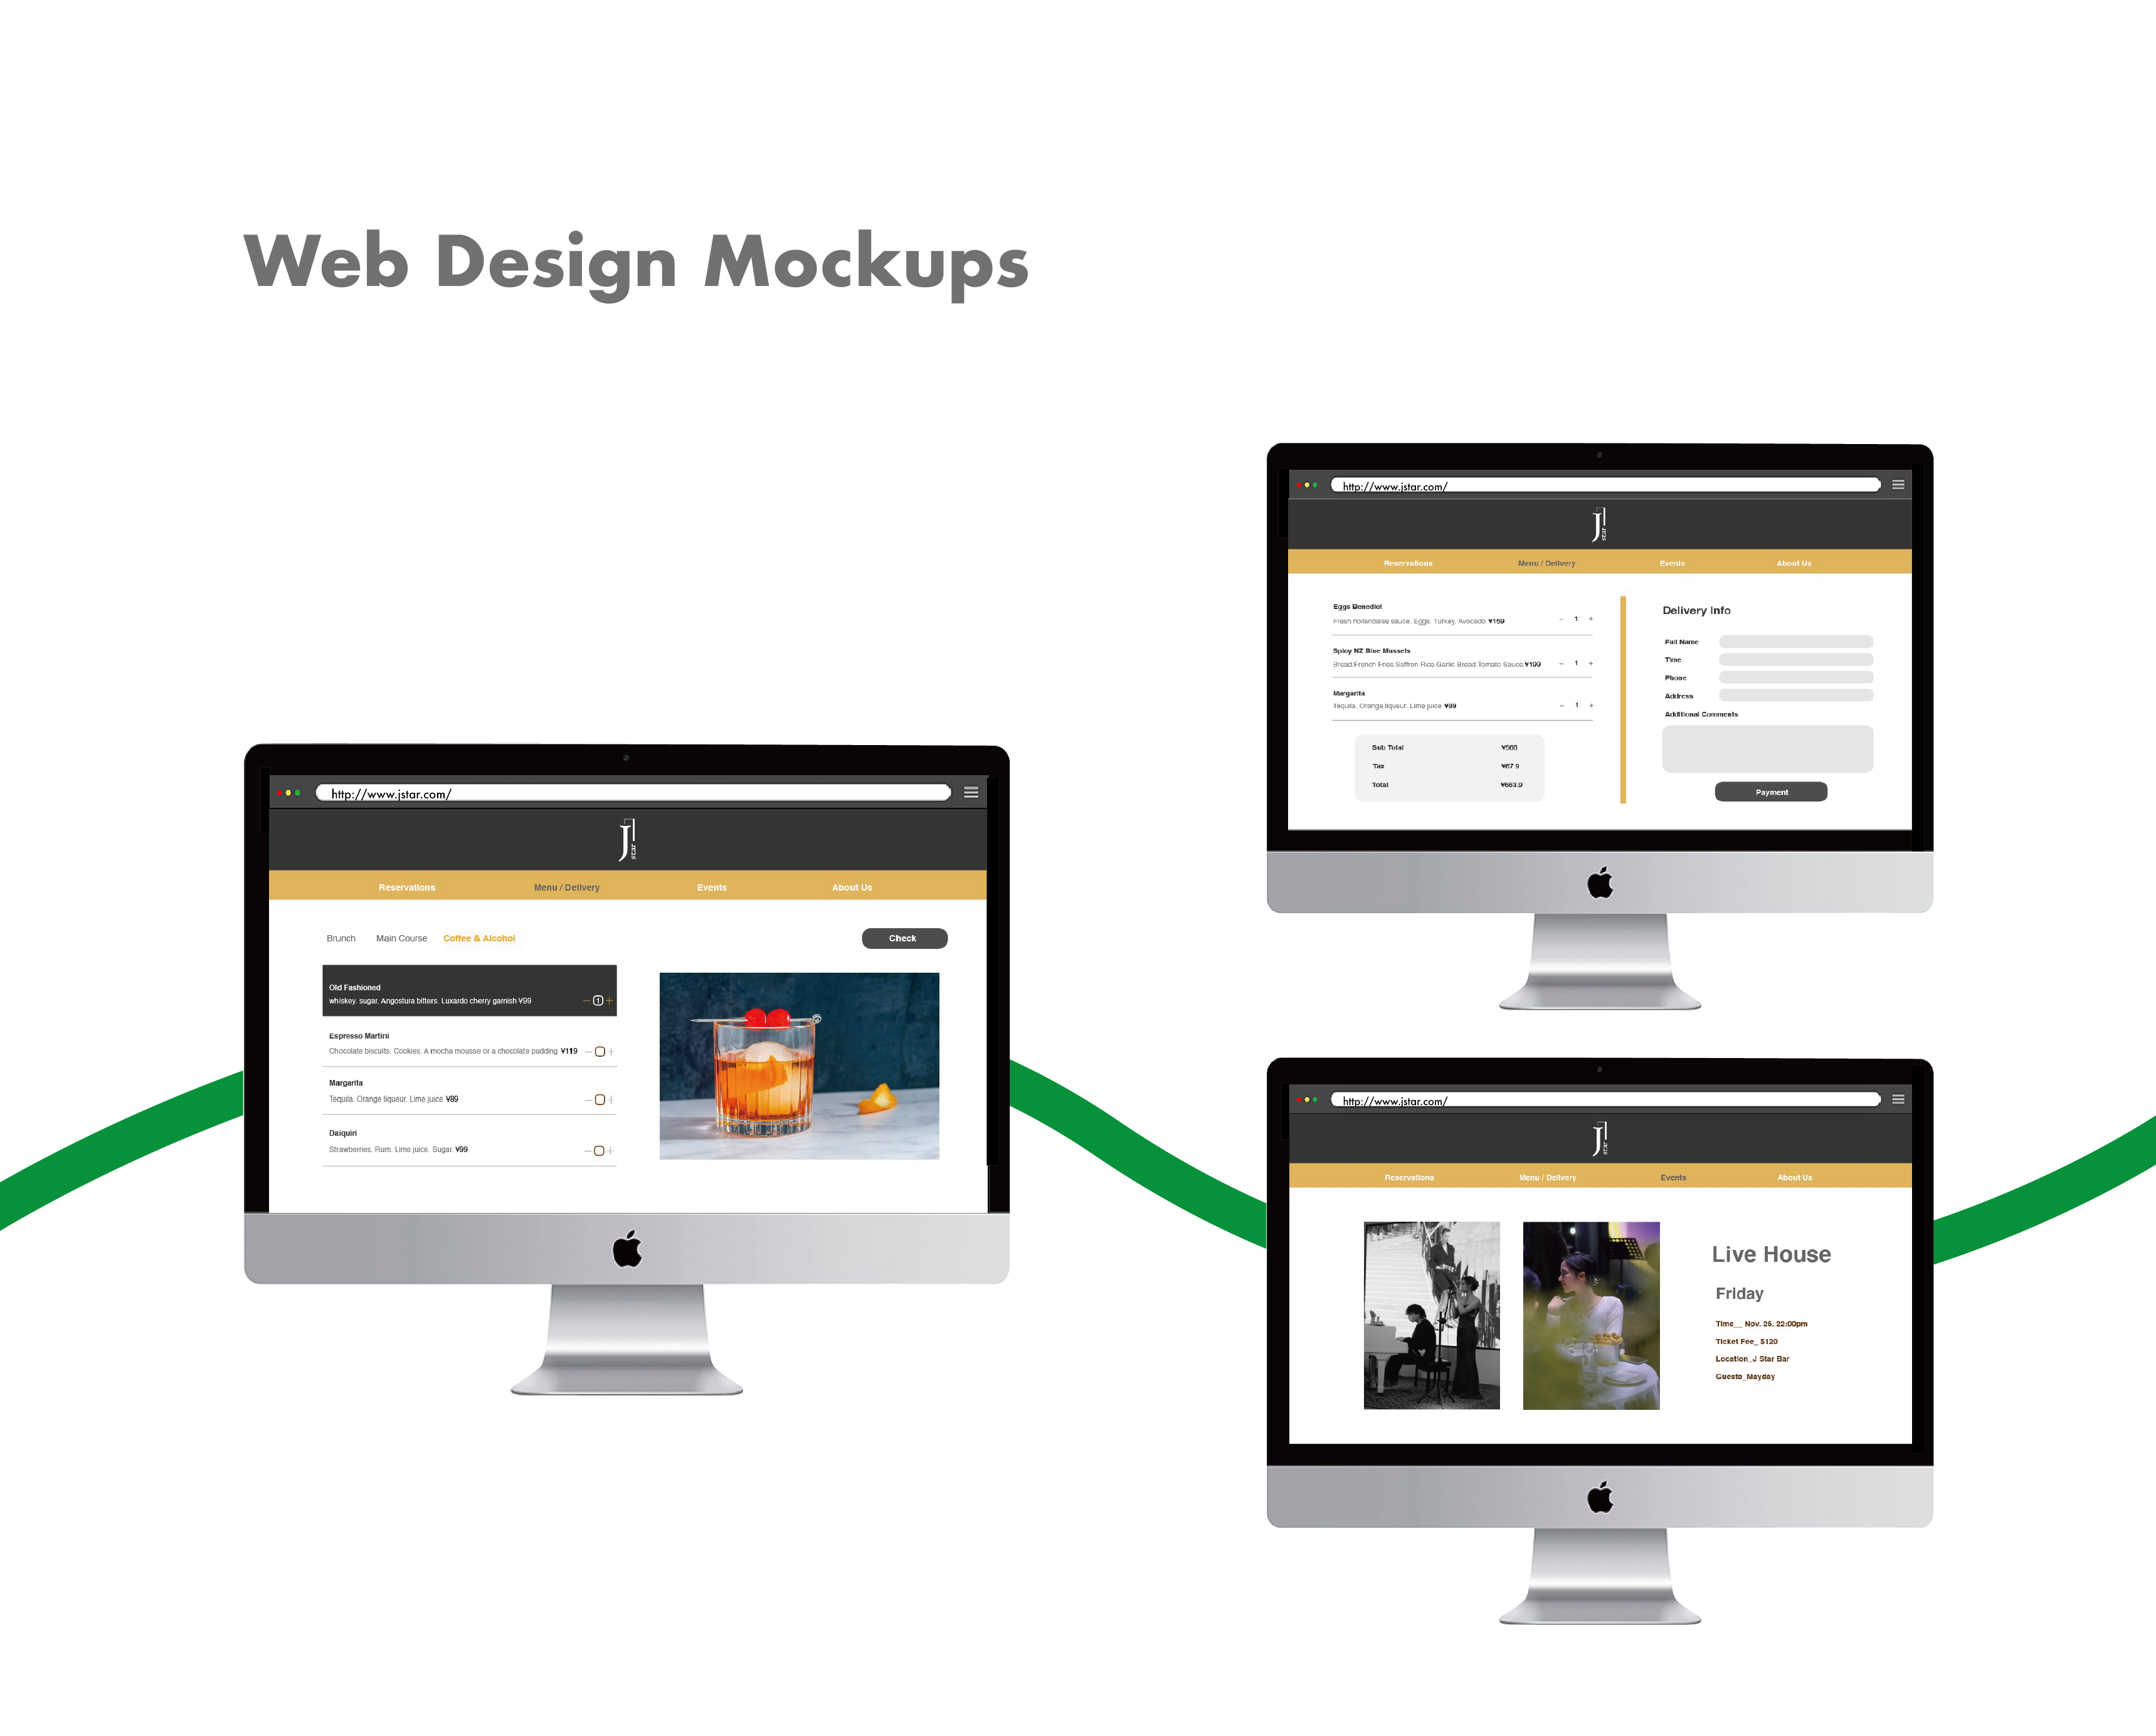 Web Design Mockups
http://www.jstar.com/
J star
Reservations Menu / Delivery Events About Us
Brunch Main Course Coffee & Alcohol Check
Old Fashioned
whiskey. sugar. Angostura bitters. Luxardo cherry garnish ¥99 − 1 +
Espresso Martini
Chocolate biscuits. Cookies. A mocha mousse or a chocolate pudding ¥119 − +
Margarita
Tequila. Orange liqueur. Lime juice ¥89 − +
Daiquiri
Strawberries. Rum. Lime juice. Sugar. ¥99 − +
http://www.jstar.com/
J star
Reservations Menu / Delivery Events About Us
Eggs Benedict
Fresh hollandaise sauce. Eggs. Turkey. Avocado. ¥159 − 1 +
Spicy NZ Blue Mussels
Bread.French Fries.Saffron Rice Garlic Bread.Tomato Sauce.¥199 − 1 +
Margarita
Tequila. Orange liqueur. Lime juice ¥89 − 1 +
Sub Total ¥566
Tax ¥67.9
Total ¥663.9
Delivery Info
Full Name
Time
Phone
Address
Additional Comments
Payment
http://www.jstar.com/
J star
Reservations Menu / Delivery Events About Us
Live House
Friday
Time__ Nov. 25. 22:00pm
Ticket Fee_ $120
Location_J Star Bar
Guests_Mayday